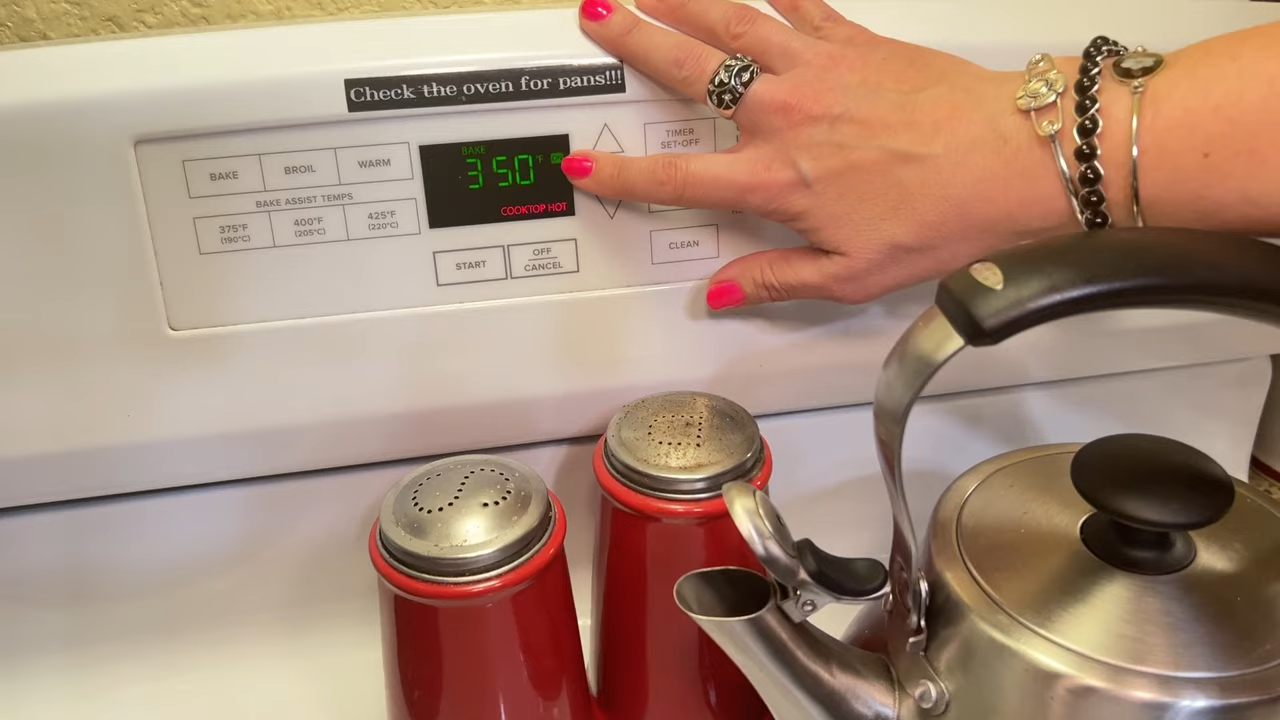 Check the oven for pans!!!
BAKE
BROIL
WARM
BAKE ASSIST TEMPS
375°F
(190°C)
400°F
(205°C)
425°F
(220°C)
BAKE
350°F
ON
COOKTOP HOT
START
OFF
CANCEL
TIMER
SET•OFF
CLEAN